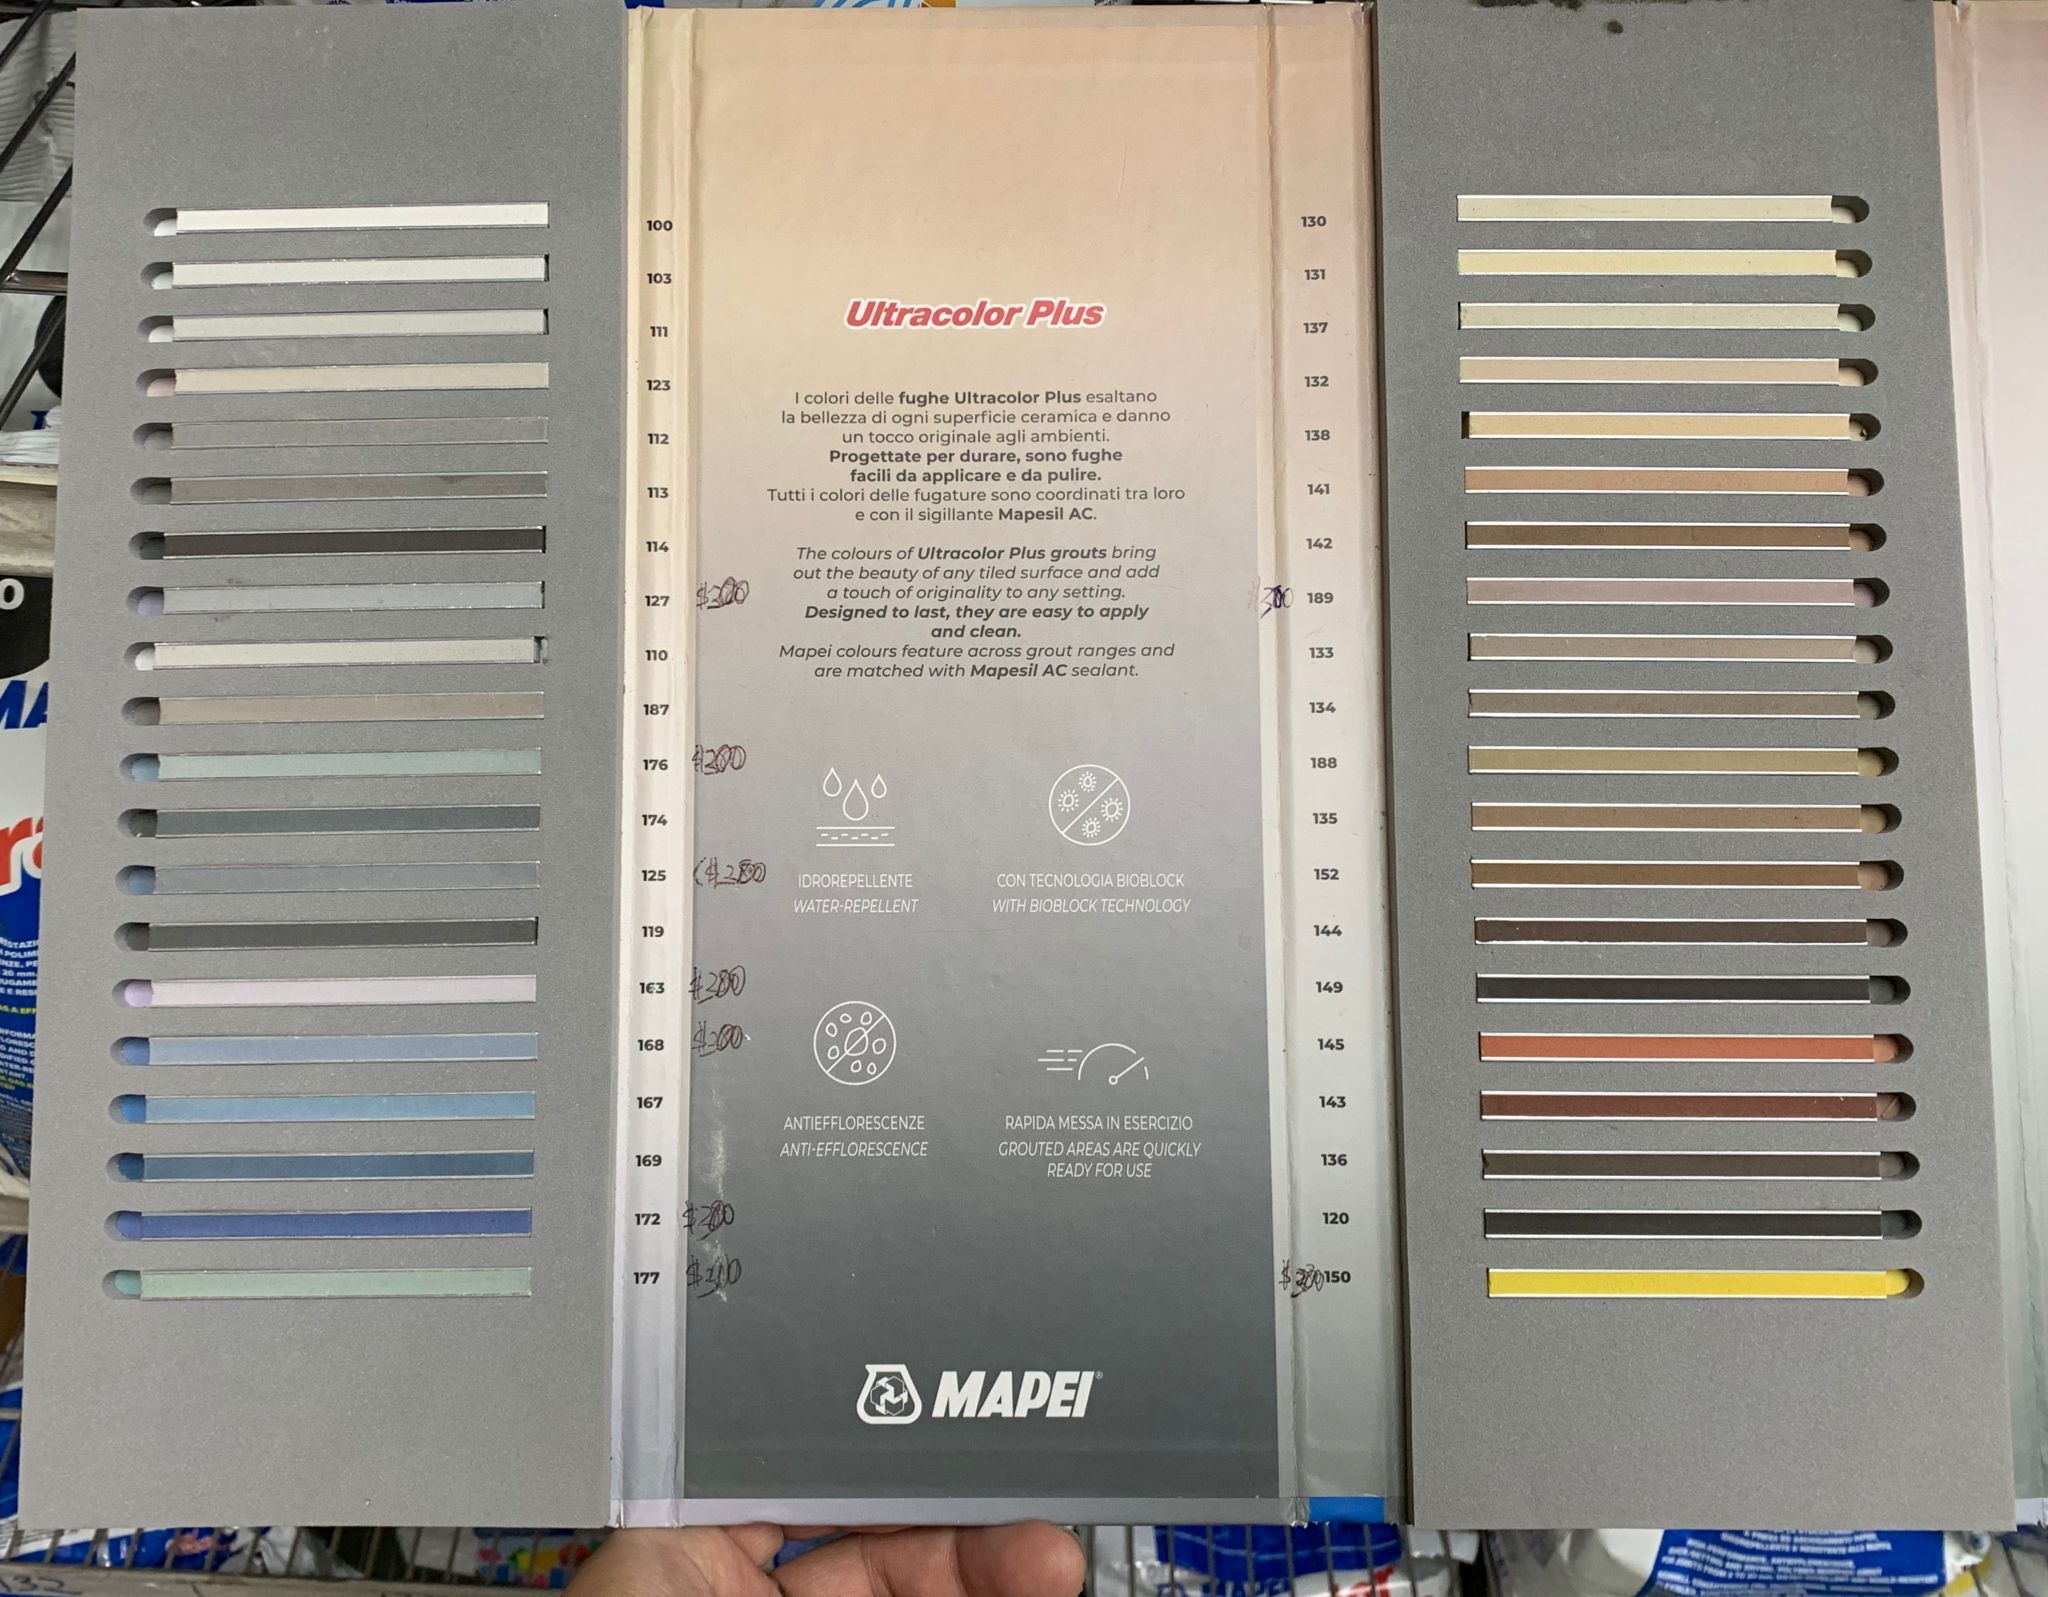 100
103
111
123
112
113
114
127
110
187
176
174
125
119
163
168
167
169
172
177
Ultracolor Plus
I colori delle fughe Ultracolor Plus esaltano
la bellezza di ogni superficie ceramica e danno
un tocco originale agli ambienti.
Progettate per durare, sono fughe
facili da applicare e da pulire.
Tutti i colori delle fugature sono coordinati tra loro
e con il sigillante Mapesil AC.
The colours of Ultracolor Plus grouts bring
out the beauty of any tiled surface and add
a touch of originality to any setting.
Designed to last, they are easy to apply
and clean.
Mapei colours feature across grout ranges and
are matched with Mapesil AC sealant.
IDROREPELLENTE
WATER-REPELLENT
CON TECNOLOGIA BIOBLOCK
WITH BIOBLOCK TECHNOLOGY
ANTIEFFLORESCENZE
ANTI-EFFLORESCENCE
RAPIDA MESSA IN ESERCIZIO
GROUTED AREAS ARE QUICKLY
READY FOR USE
MAPEI®
130
131
137
132
138
141
142
189
133
134
188
135
152
144
149
145
143
136
120
150
MAPEI